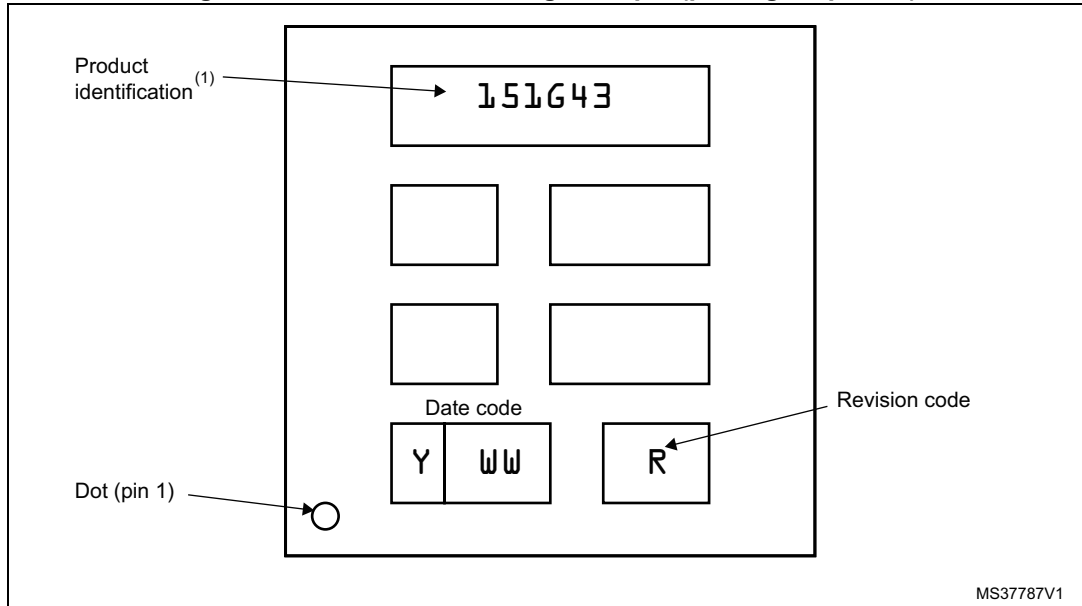 Product
identification(1)
151G43
Date code
Y WW R
Revision code
Dot (pin 1)
MS37787V1